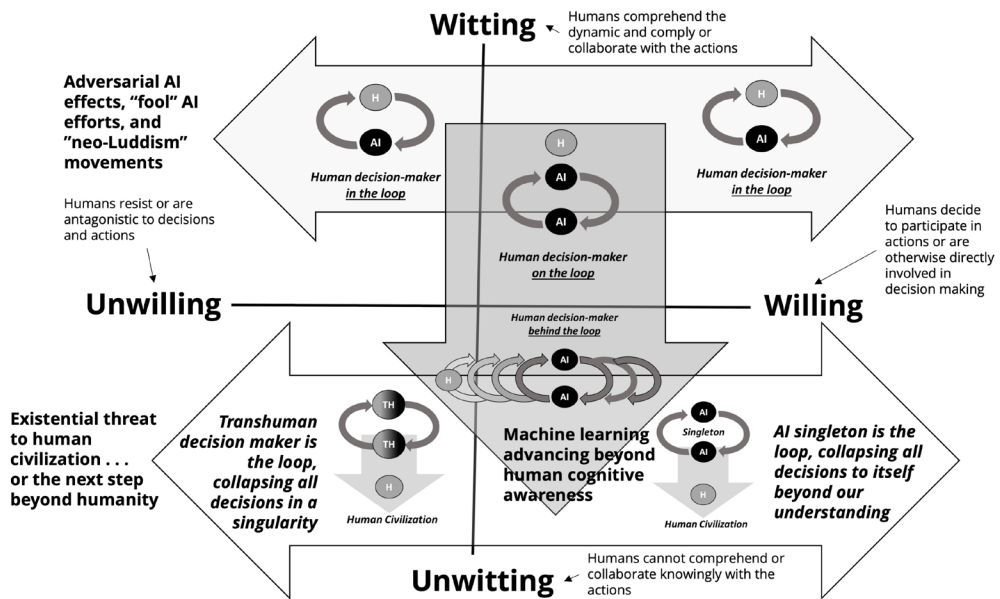 Witting
Humans comprehend the
dynamic and comply or
collaborate with the actions
Adversarial AI
effects, “fool” AI
efforts, and
”neo-Luddism”
movements
H
AI
Human decision-maker
in the loop
H
AI
AI
Human decision-maker
on the loop
H
AI
Human decision-maker
in the loop
Humans resist or are
antagonistic to decisions
and actions
Humans decide
to participate in
actions or are
otherwise directly
involved in
decision making
Unwilling
Willing
Human decision-maker
behind the loop
H
AI
AI
Existential threat
to human
civilization . . .
or the next step
beyond humanity
Transhuman
decision maker is
the loop,
collapsing all
decisions in a
singularity
TH
TH
H
Human Civilization
Machine learning
advancing beyond
human cognitive
awareness
AI
Singleton
AI
H
Human Civilization
AI singleton is the
loop, collapsing all
decisions to itself
beyond our
understanding
Unwitting
Humans cannot comprehend or
collaborate knowingly with the
actions